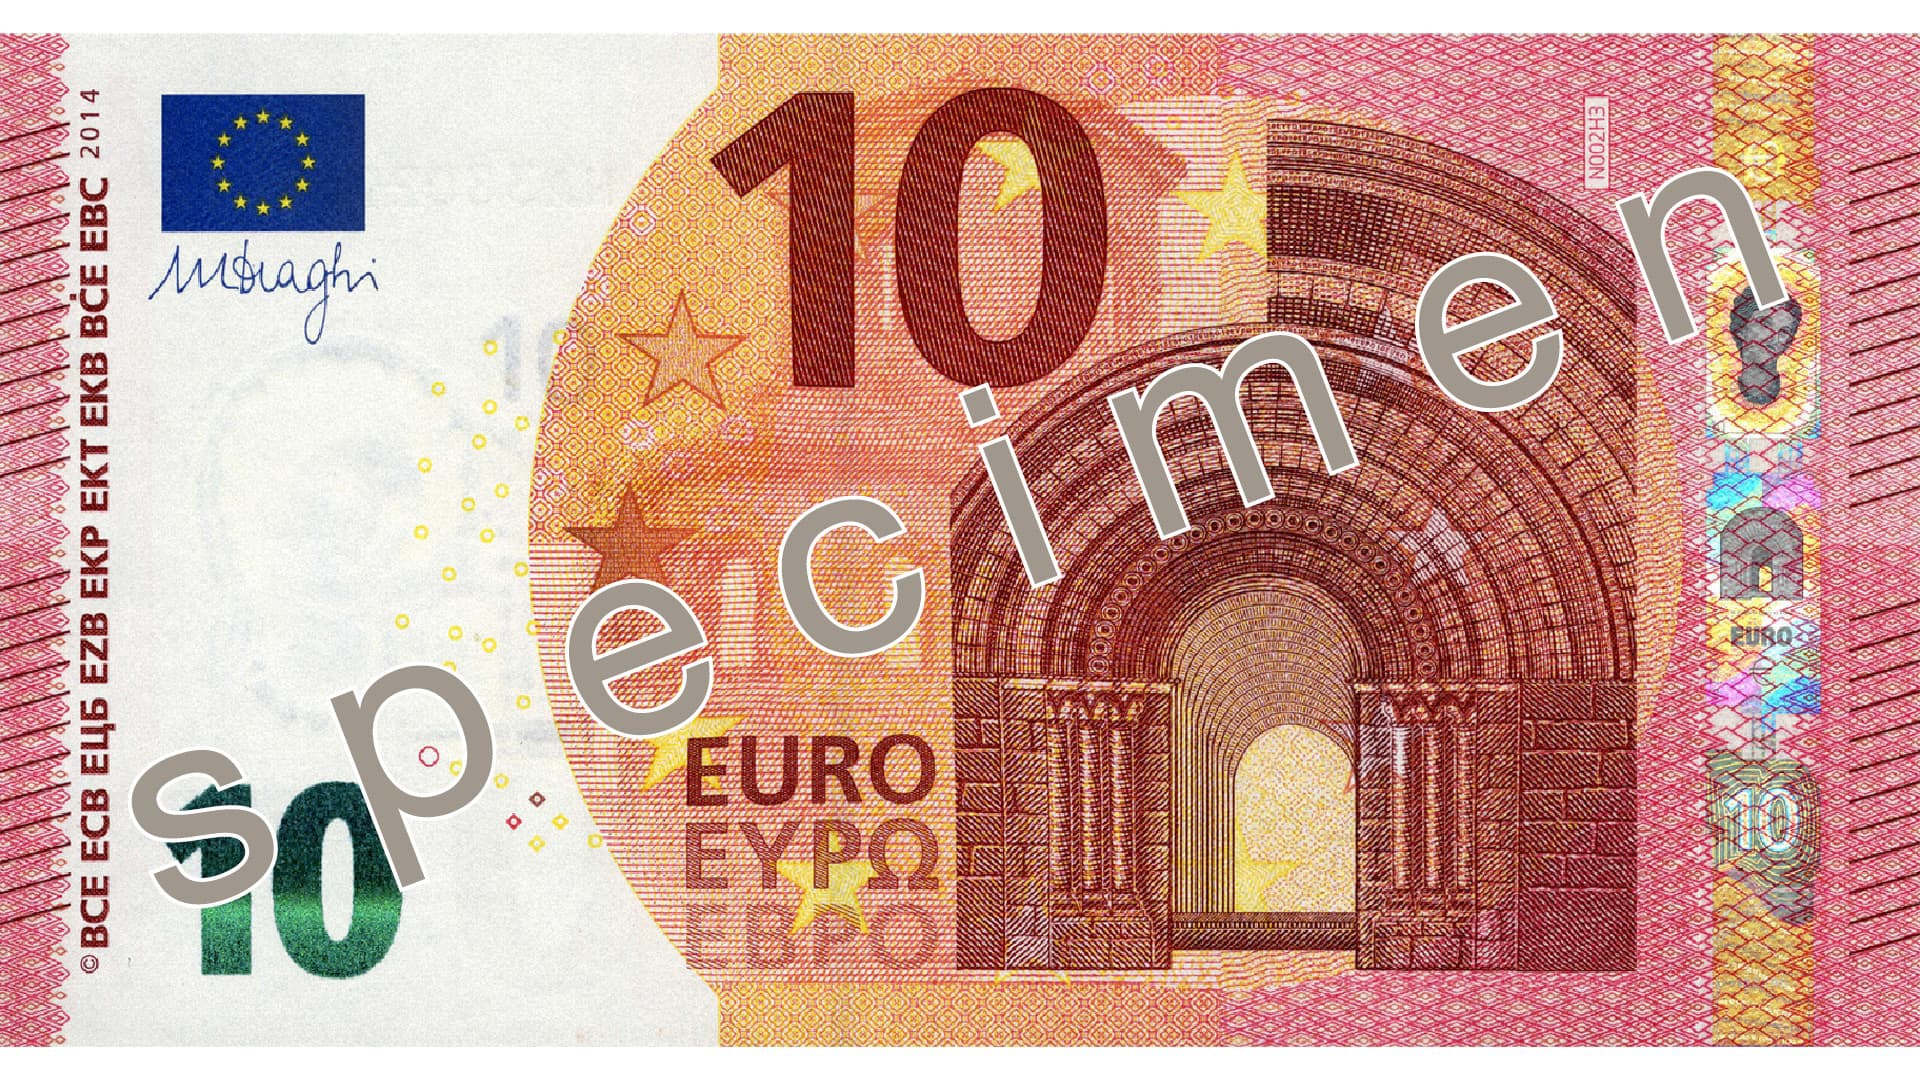 © BCE ECB ЕЦБ EZB EKP EKT EKB BĊE EBC 2014
MDraghi
10
10
EURO
ΕΥΡΩ
ЕВРО
specimen
N002H3
EURO
10